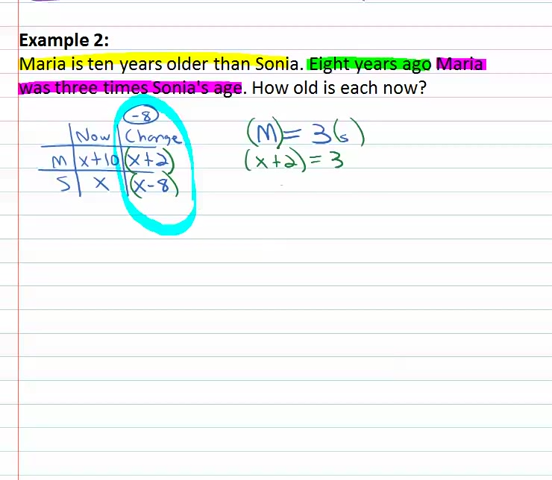 Example 2:
Maria is ten years older than Sonia. Eight years ago Maria
was three times Sonia's age. How old is each now?
-8
Now Change (M) = 3(s)
M x+10 (x+2) (x+2) = 3
S x (x-8)